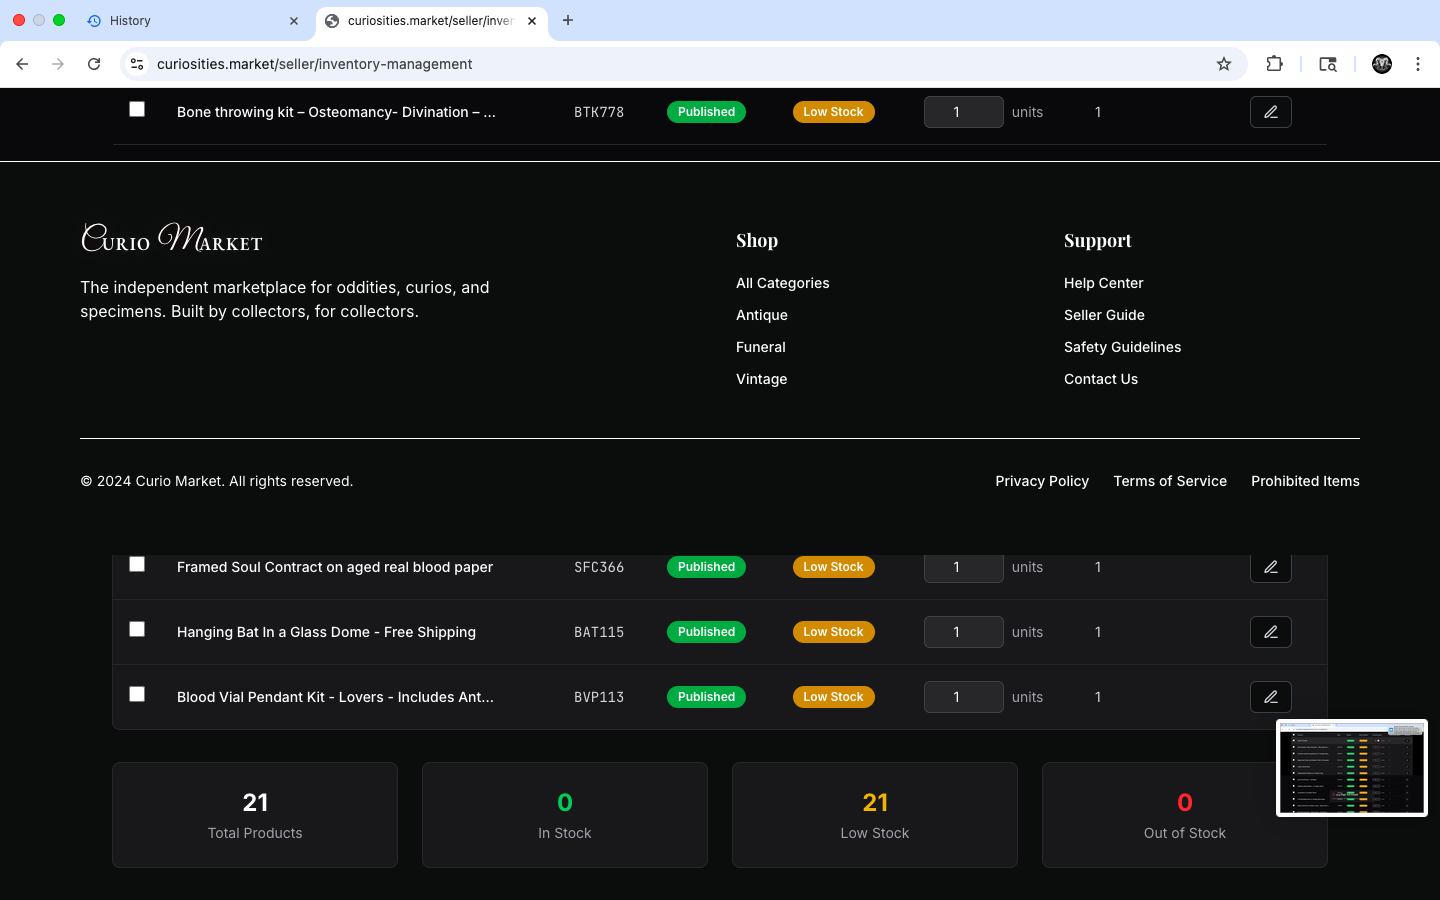 History
curiosities.market/seller/inven
curiosities.market/seller/inventory-management
Bone throwing kit – Osteomancy- Divination – ... BTK778 Published Low Stock 1 units 1
Curio Market
The independent marketplace for oddities, curios, and
specimens. Built by collectors, for collectors.
Shop
All Categories
Antique
Funeral
Vintage
Support
Help Center
Seller Guide
Safety Guidelines
Contact Us
© 2024 Curio Market. All rights reserved.
Privacy Policy Terms of Service Prohibited Items
Framed Soul Contract on aged real blood paper SFC366 Published Low Stock 1 units 1
Hanging Bat In a Glass Dome - Free Shipping BAT115 Published Low Stock 1 units 1
Blood Vial Pendant Kit - Lovers - Includes Ant... BVP113 Published Low Stock 1 units 1
21
Total Products
0
In Stock
21
Low Stock
0
Out of Stock